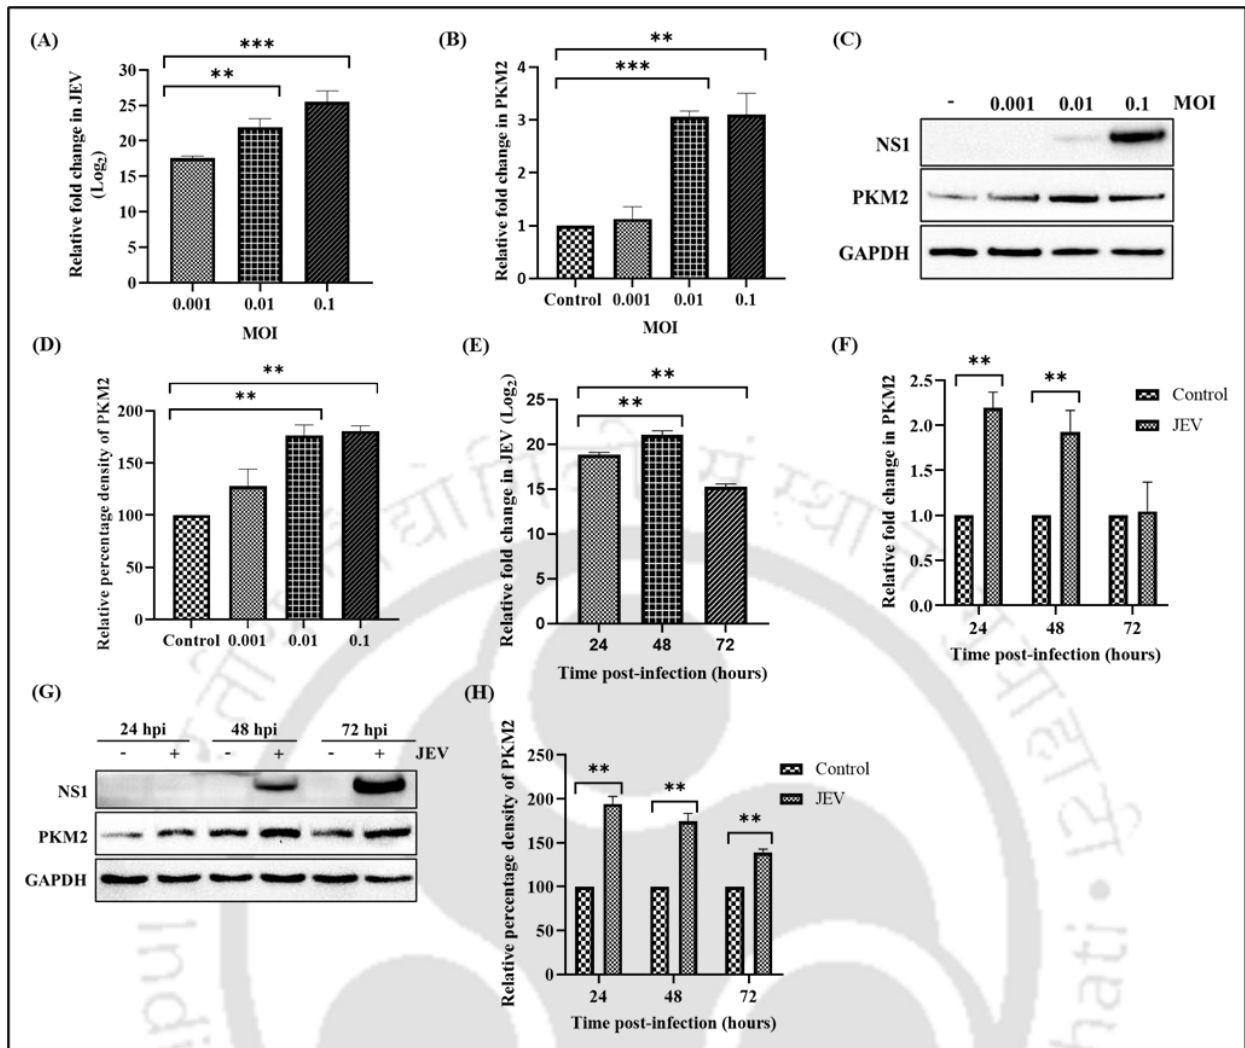 (A)
Relative fold change in JEV
(Log₂)
30
25
20
15
10
5
0
***
**
0.001 0.01 0.1
MOI
(B)
Relative fold change in PKM2
4
3
2
1
0
**
***
Control 0.001 0.01 0.1
MOI
(C)
- 0.001 0.01 0.1 MOI
NS1
PKM2
GAPDH
(D)
Relative percentage density of PKM2
200
150
100
50
0
**
**
Control 0.001 0.01 0.1
(E)
Relative fold change in JEV (Log₂)
25
20
15
10
5
0
**
**
24 48 72
Time post-infection (hours)
(F)
Relative fold change in PKM2
2.5
2.0
1.5
1.0
0.5
0.0
** **
Control
JEV
24 48 72
Time post-infection (hours)
(G)
24 hpi 48 hpi 72 hpi
- + - + - + JEV
NS1
PKM2
GAPDH
(H)
Relative percentage density of PKM2
250
200
150
100
50
0
** ** **
Control
JEV
24 48 72
Time post-infection (hours)